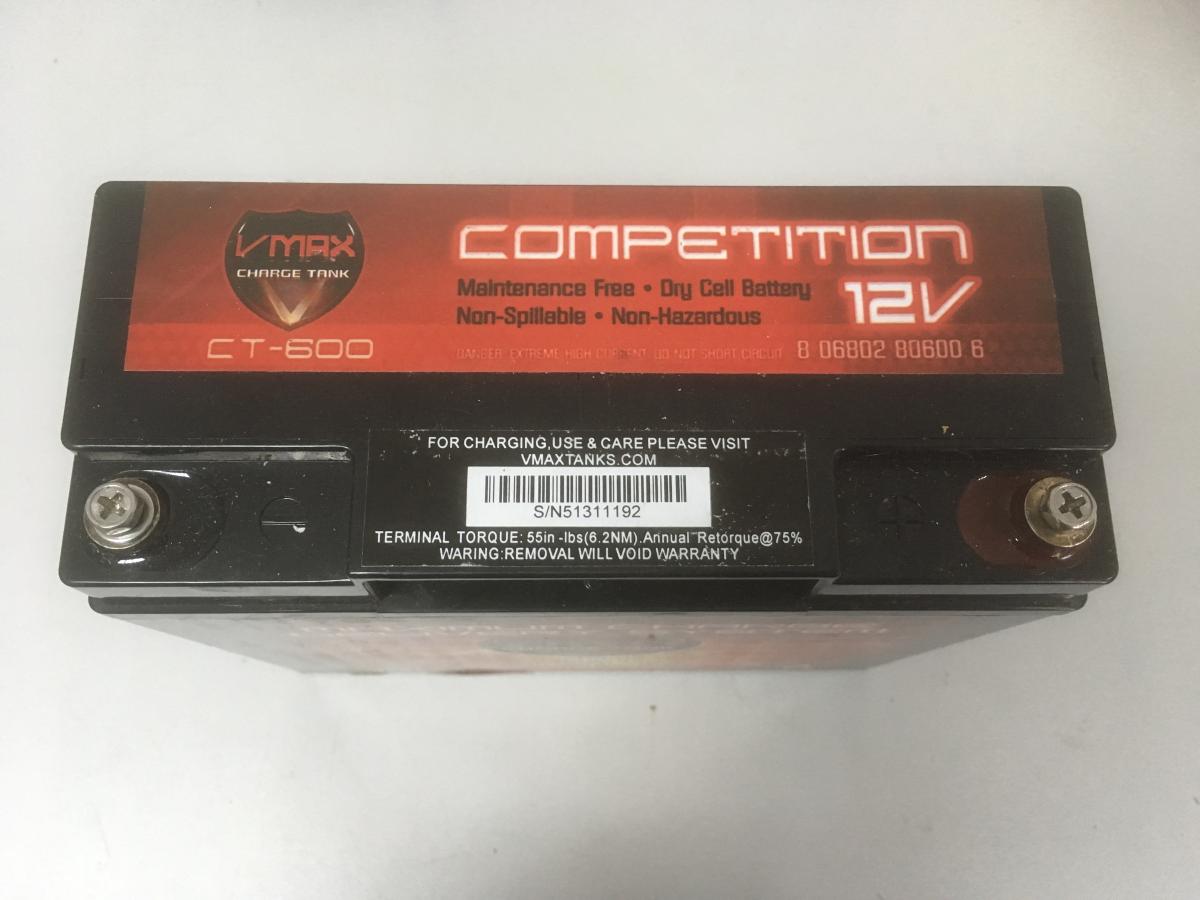 VMAX
CHARGE TANK
V
CT-600
COMPETITION
Maintenance Free • Dry Cell Battery
12V
Non-Spillable • Non-Hazardous
DANGER: EXTREME HIGH CURRENT. DO NOT SHORT CIRCUIT 8 06802 80600 6
FOR CHARGING,USE & CARE PLEASE VISIT
VMAXTANKS.COM
S/N51311192
TERMINAL TORQUE: 55in -lbs(6.2NM).Annual Retorque@75%
WARING:REMOVAL WILL VOID WARRANTY